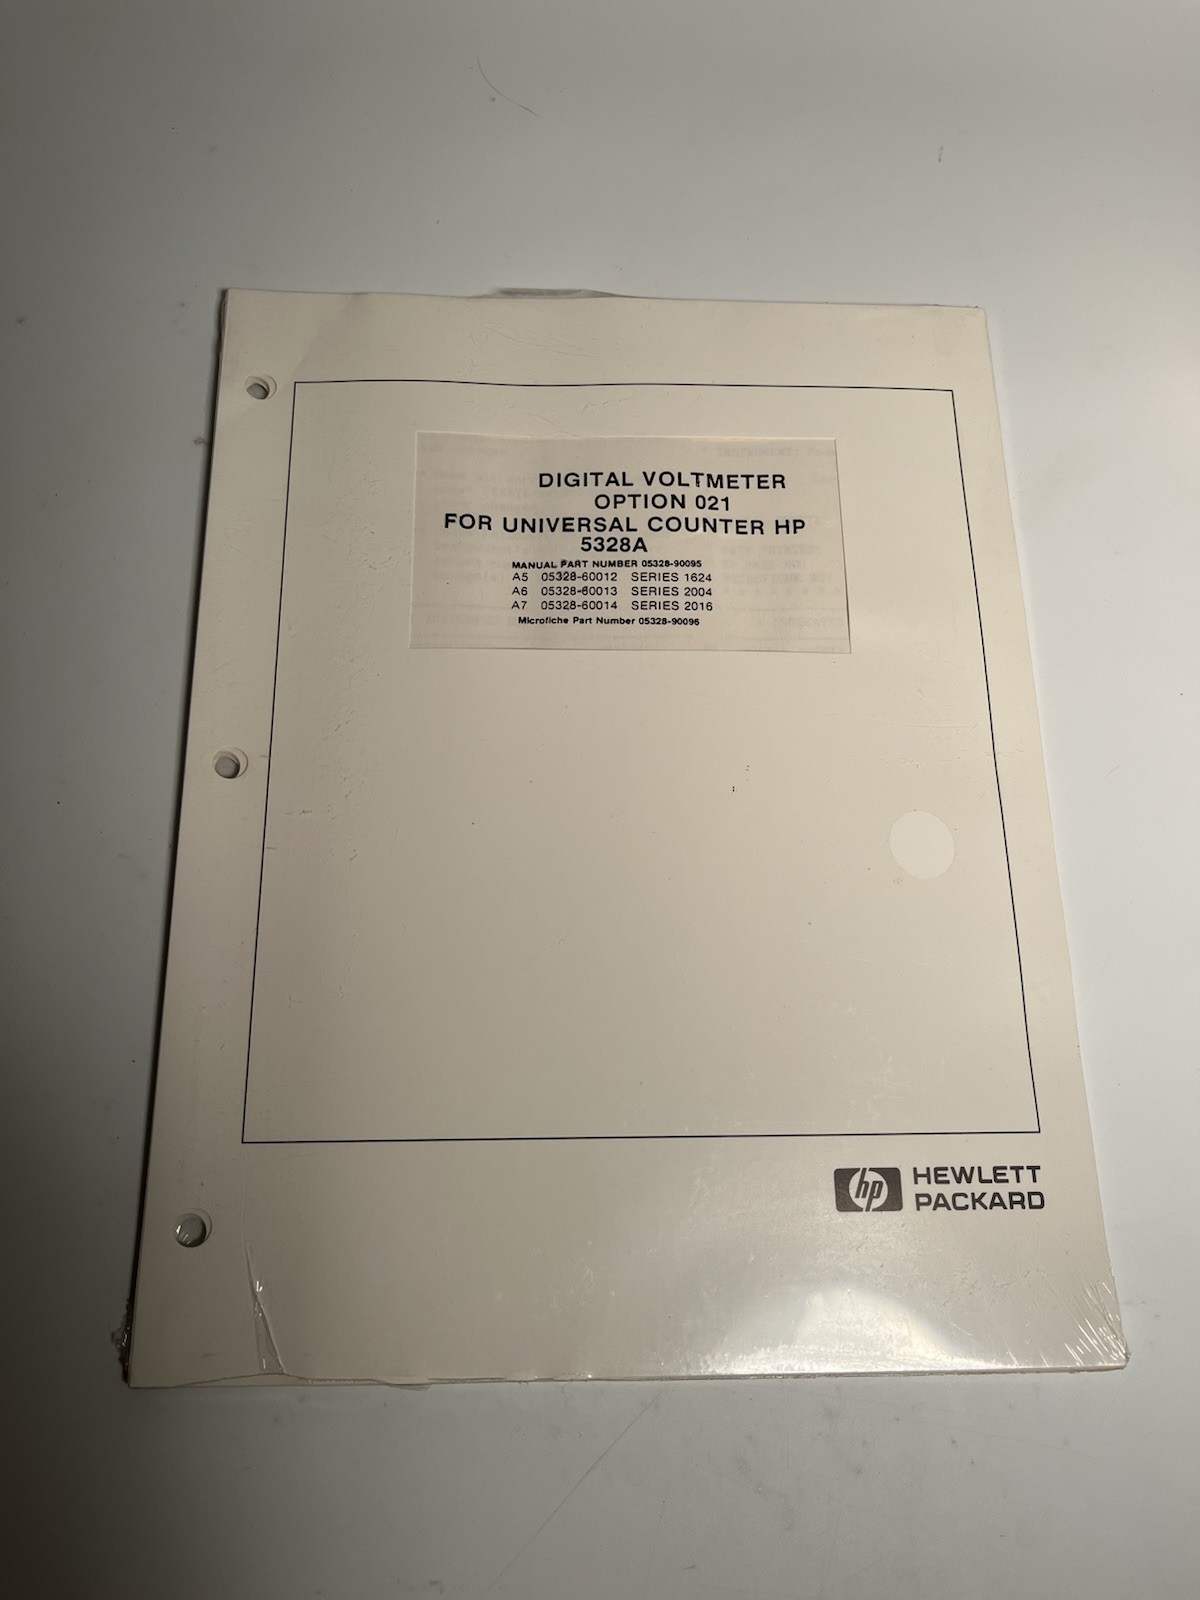 DIGITAL VOLTMETER
OPTION 021
FOR UNIVERSAL COUNTER HP
5328A
MANUAL PART NUMBER 05328-90095
A5 05328-60012 SERIES 1624
A6 05328-60013 SERIES 2004
A7 05328-60014 SERIES 2016
Microfiche Part Number 05328-90096
hp HEWLETT
PACKARD